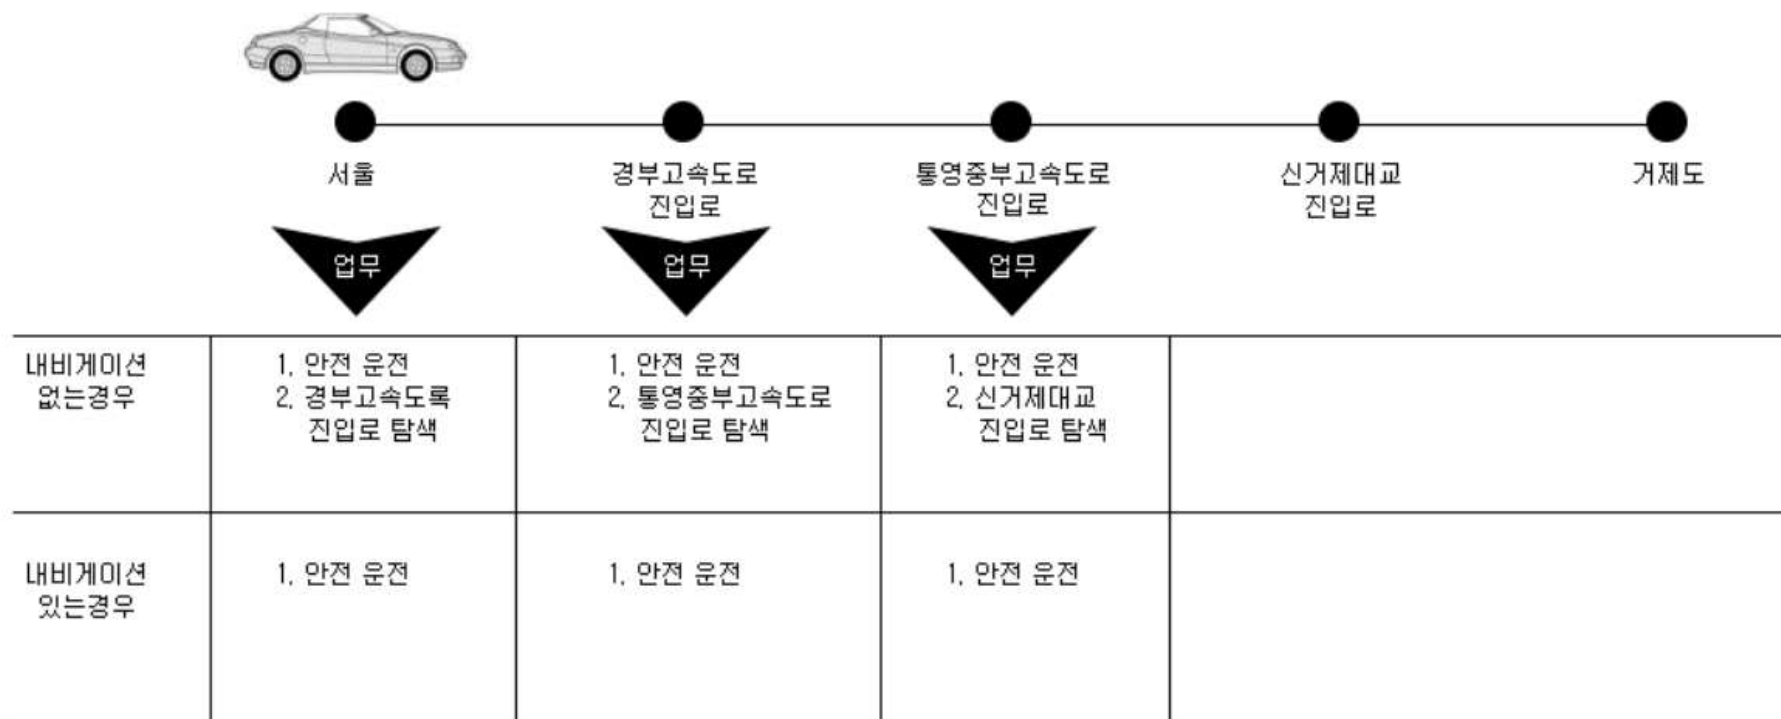 서울
경부고속도로
진입로
통영중부고속도로
진입로
신거제대교
진입로
거제도
업무
업무
업무
내비게이션
없는경우
1. 안전 운전
2. 경부고속도록
진입로 탐색
1. 안전 운전
2. 통영중부고속도로
진입로 탐색
1. 안전 운전
2. 신거제대교
진입로 탐색
내비게이션
있는경우
1. 안전 운전
1. 안전 운전
1. 안전 운전